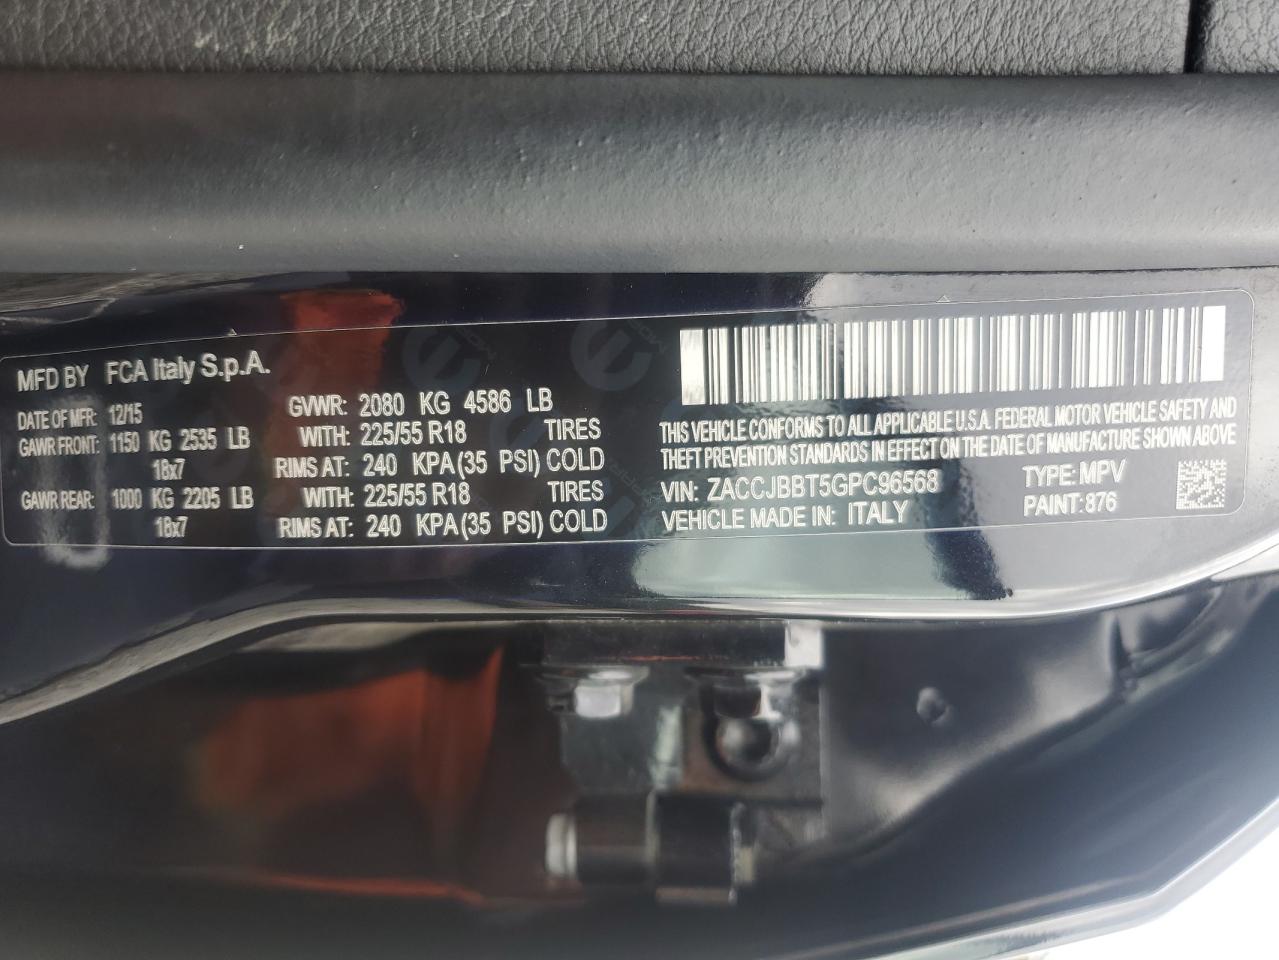 MFD BY FCA Italy S.p.A.
DATE OF MFR: 12/15 GVWR: 2080 KG 4586 LB
GAWR FRONT: 1150 KG 2535 LB WITH: 225/55 R18 TIRES
18x7 RIMS AT: 240 KPA(35 PSI) COLD
GAWR REAR: 1000 KG 2205 LB WITH: 225/55 R18 TIRES
18x7 RIMS AT: 240 KPA(35 PSI) COLD
THIS VEHICLE CONFORMS TO ALL APPLICABLE U.S.A. FEDERAL MOTOR VEHICLE SAFETY AND
THEFT PREVENTION STANDARDS IN EFFECT ON THE DATE OF MANUFACTURE SHOWN ABOVE
VIN: ZACCJBBT5GPC96568 TYPE: MPV
VEHICLE MADE IN: ITALY PAINT: 876